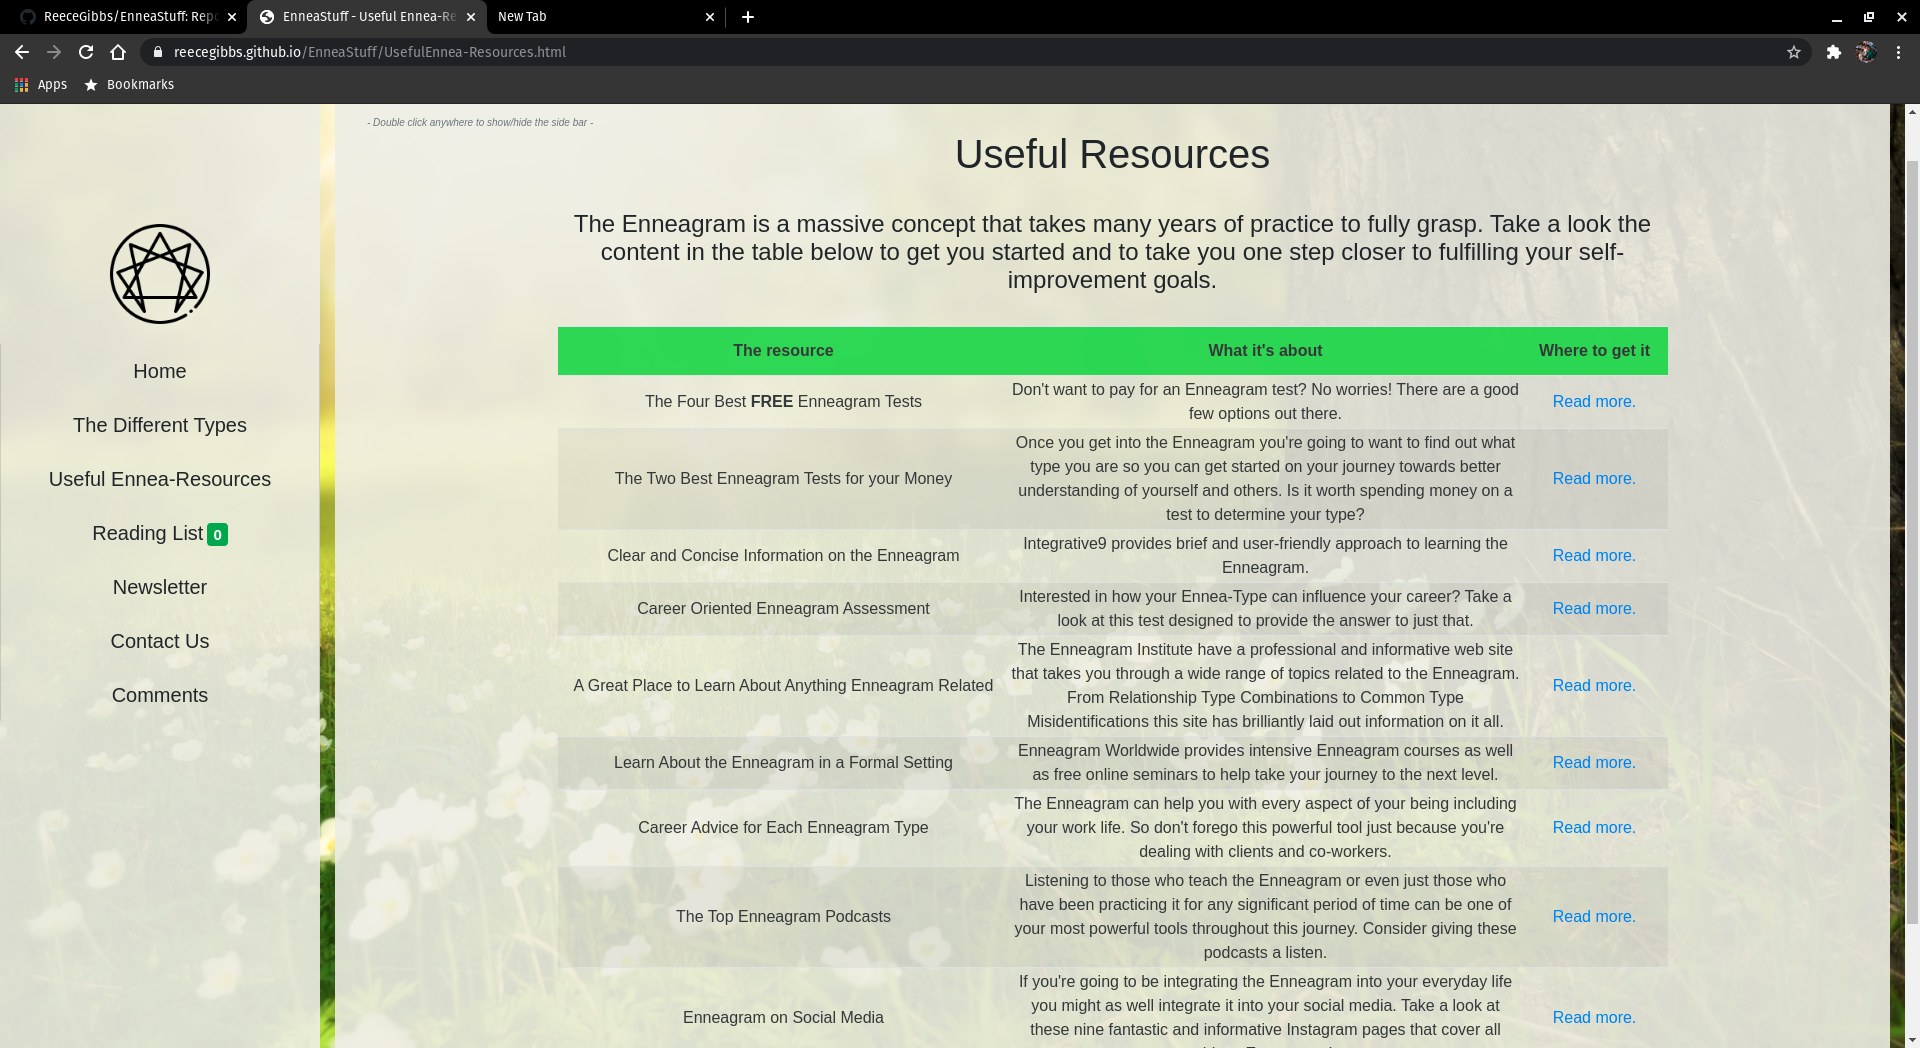 ReeceGibbs/EnneaStuff: Repo
EnneaStuff - Useful Ennea-Re
New Tab
reecegibbs.github.io/EnneaStuff/UsefulEnnea-Resources.html
Apps
Bookmarks
- Double click anywhere to show/hide the side bar -
Home
The Different Types
Useful Ennea-Resources
Reading List 0
Newsletter
Contact Us
Comments
Useful Resources
The Enneagram is a massive concept that takes many years of practice to fully grasp. Take a look the
content in the table below to get you started and to take you one step closer to fulfilling your self-
improvement goals.
The resource
What it's about
Where to get it
The Four Best FREE Enneagram Tests
Don't want to pay for an Enneagram test? No worries! There are a good
few options out there.
Read more.
The Two Best Enneagram Tests for your Money
Once you get into the Enneagram you're going to want to find out what
type you are so you can get started on your journey towards better
understanding of yourself and others. Is it worth spending money on a
test to determine your type?
Read more.
Clear and Concise Information on the Enneagram
Integrative9 provides brief and user-friendly approach to learning the
Enneagram.
Read more.
Career Oriented Enneagram Assessment
Interested in how your Ennea-Type can influence your career? Take a
look at this test designed to provide the answer to just that.
Read more.
A Great Place to Learn About Anything Enneagram Related
The Enneagram Institute have a professional and informative web site
that takes you through a wide range of topics related to the Enneagram.
From Relationship Type Combinations to Common Type
Misidentifications this site has brilliantly laid out information on it all.
Read more.
Learn About the Enneagram in a Formal Setting
Enneagram Worldwide provides intensive Enneagram courses as well
as free online seminars to help take your journey to the next level.
Read more.
Career Advice for Each Enneagram Type
The Enneagram can help you with every aspect of your being including
your work life. So don't forego this powerful tool just because you're
dealing with clients and co-workers.
Read more.
The Top Enneagram Podcasts
Listening to those who teach the Enneagram or even just those who
have been practicing it for any significant period of time can be one of
your most powerful tools throughout this journey. Consider giving these
podcasts a listen.
Read more.
Enneagram on Social Media
If you're going to be integrating the Enneagram into your everyday life
you might as well integrate it into your social media. Take a look at
these nine fantastic and informative Instagram pages that cover all
Read more.